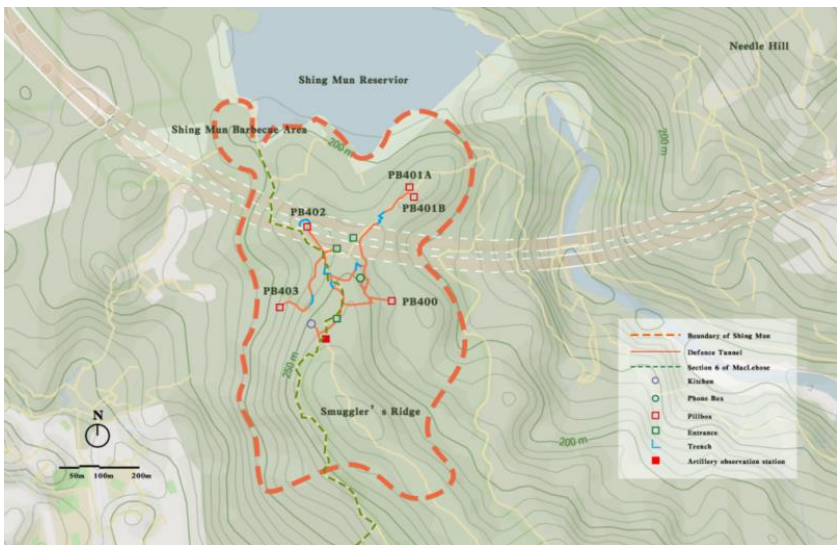 Needle Hill
Shing Mun Reservior
Shing Mun Barbecue Area
200 m
200 m
PB401A
PB401B
PB402
PB403
PB400
250 m
Smuggler's Ridge
200 m
N
50m 100m 200m
Boundary of Shing Mun
Defence Tunnel
Section 6 of MacLehose
Kitchen
Phone Box
Pillbox
Entrance
Trench
Artillery observation station